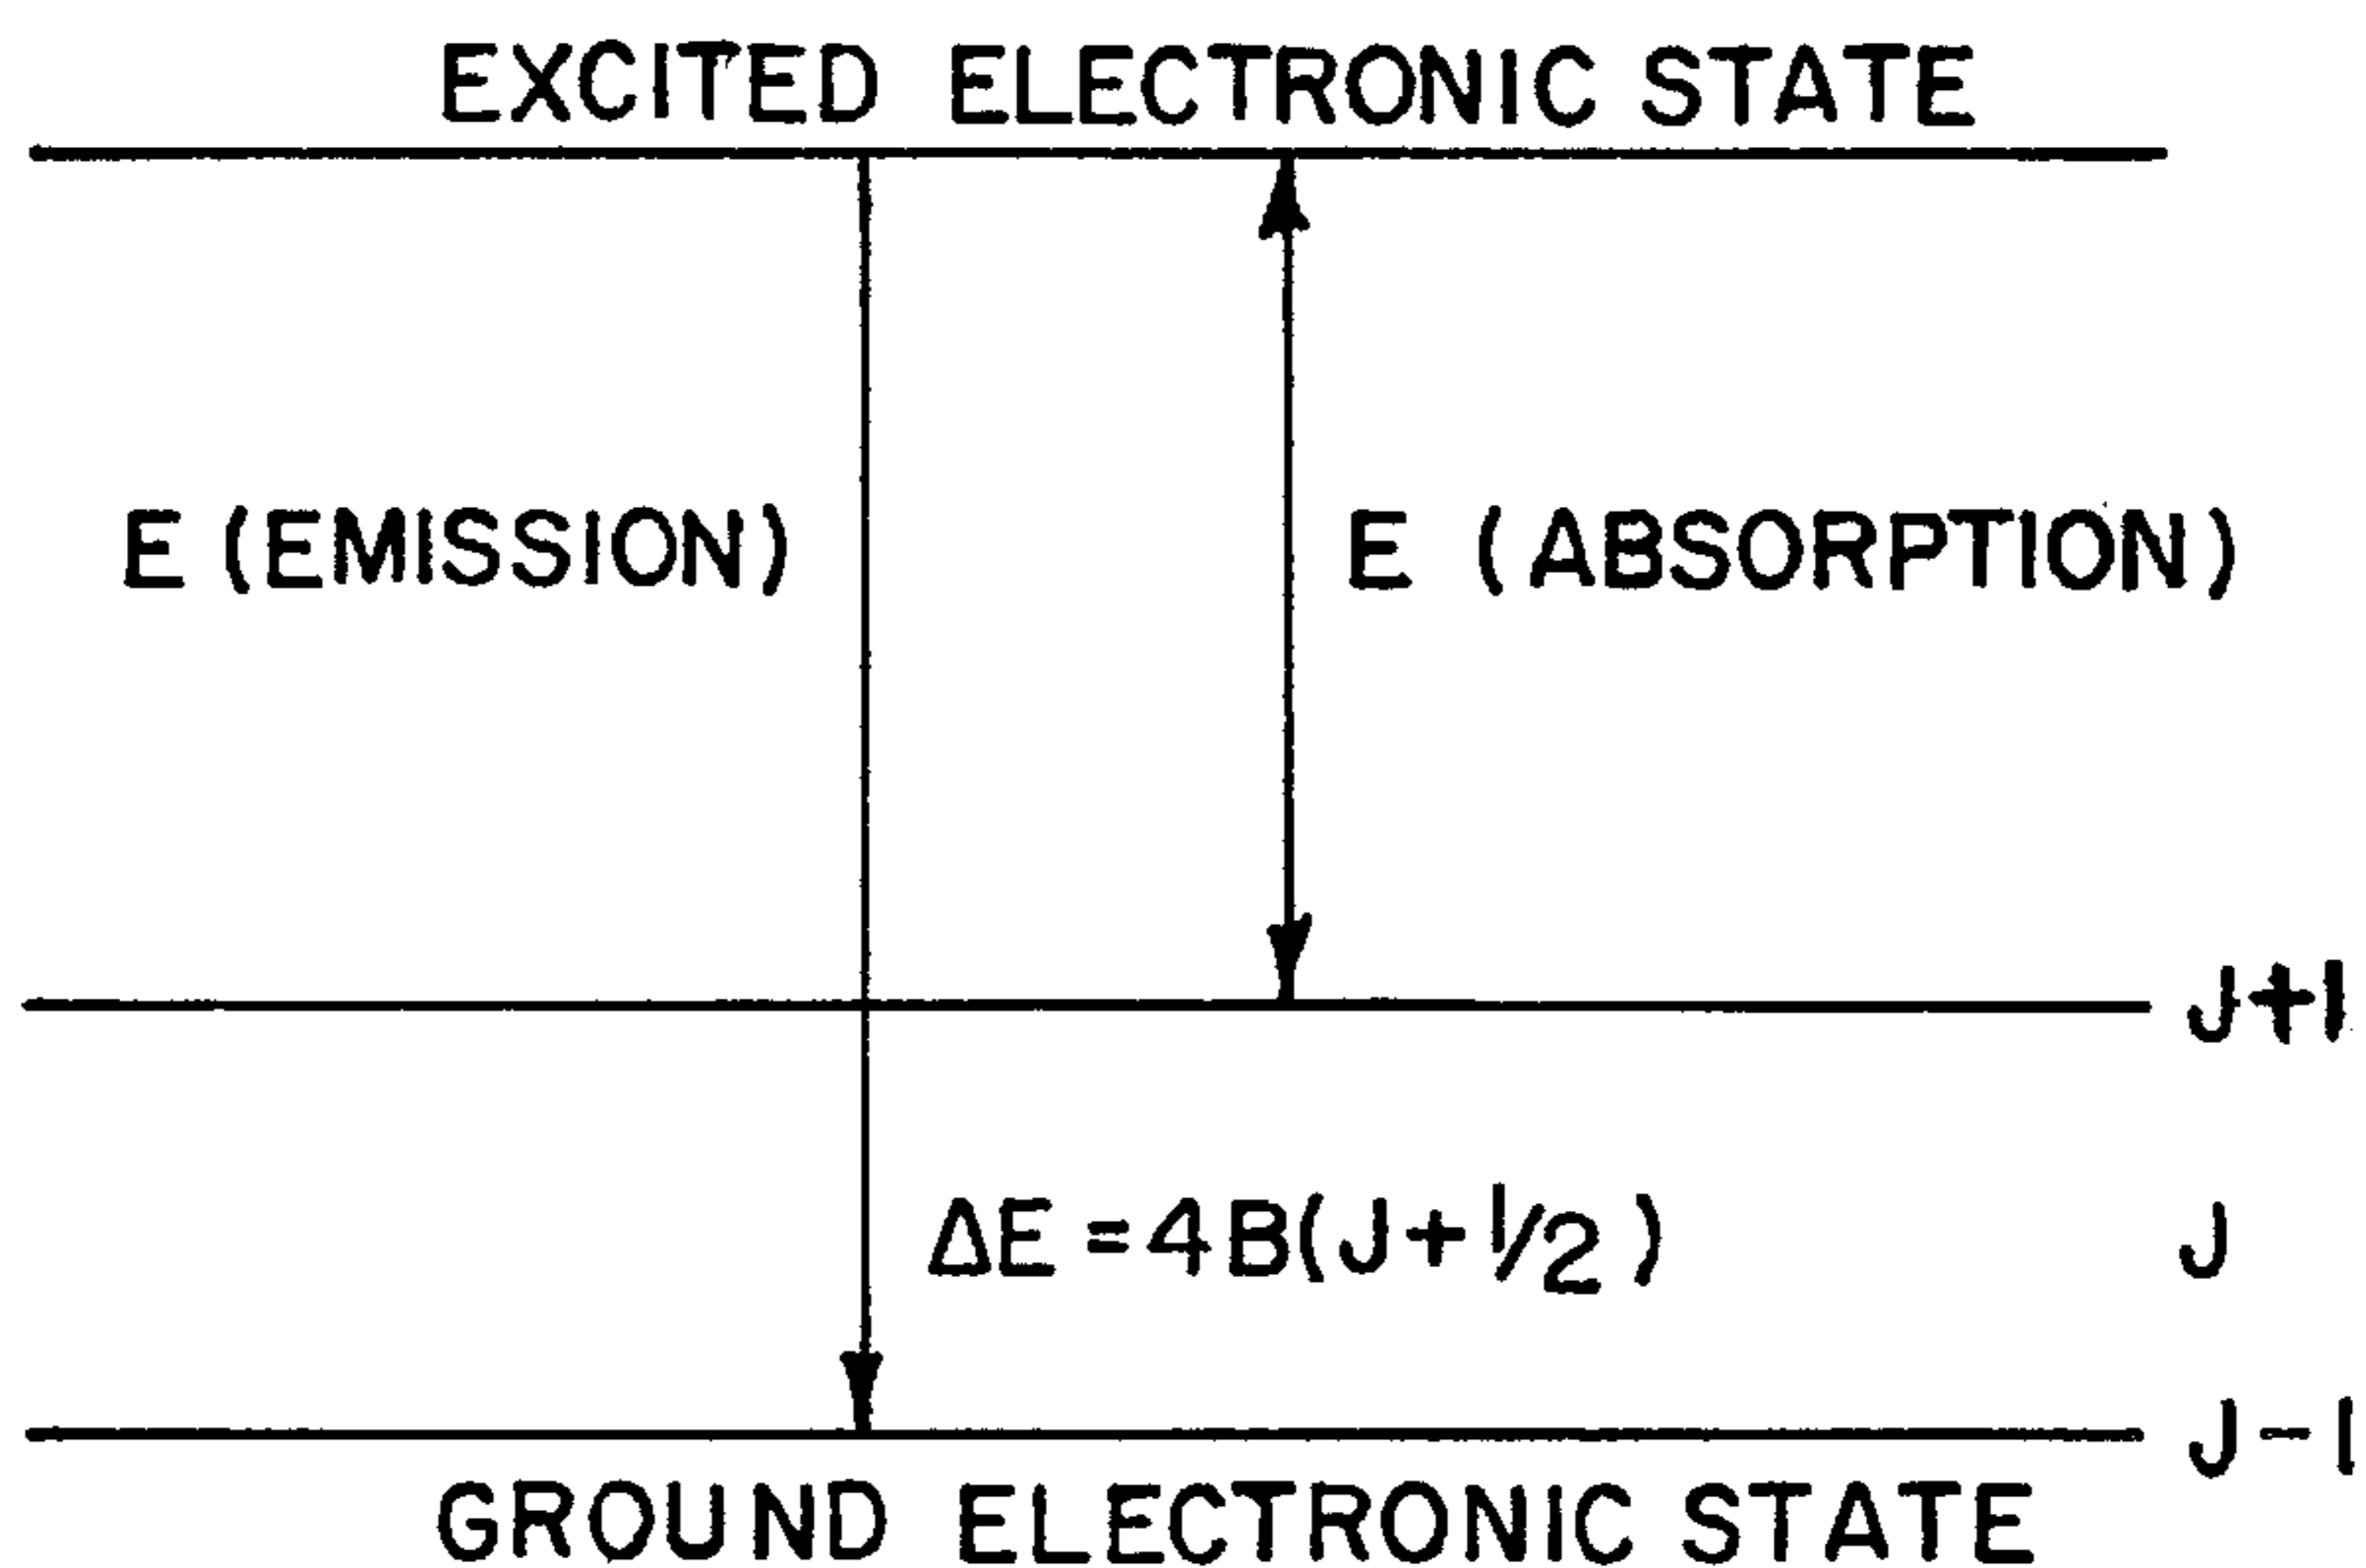 EXCITED ELECTRONIC STATE
E (EMISSION)
E (ABSORPTION)
J+1
ΔE = 4B(J + 1/2)
J
J-1
GROUND ELECTRONIC STATE